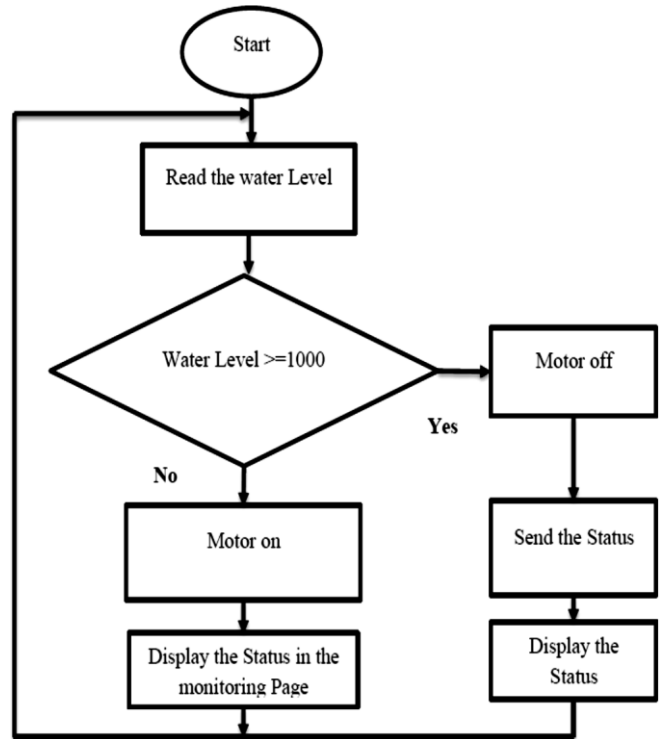 Start
Read the water Level
Water Level >=1000
Motor off
Yes
No
Motor on
Send the Status
Display the Status in the
monitoring Page
Display the
Status